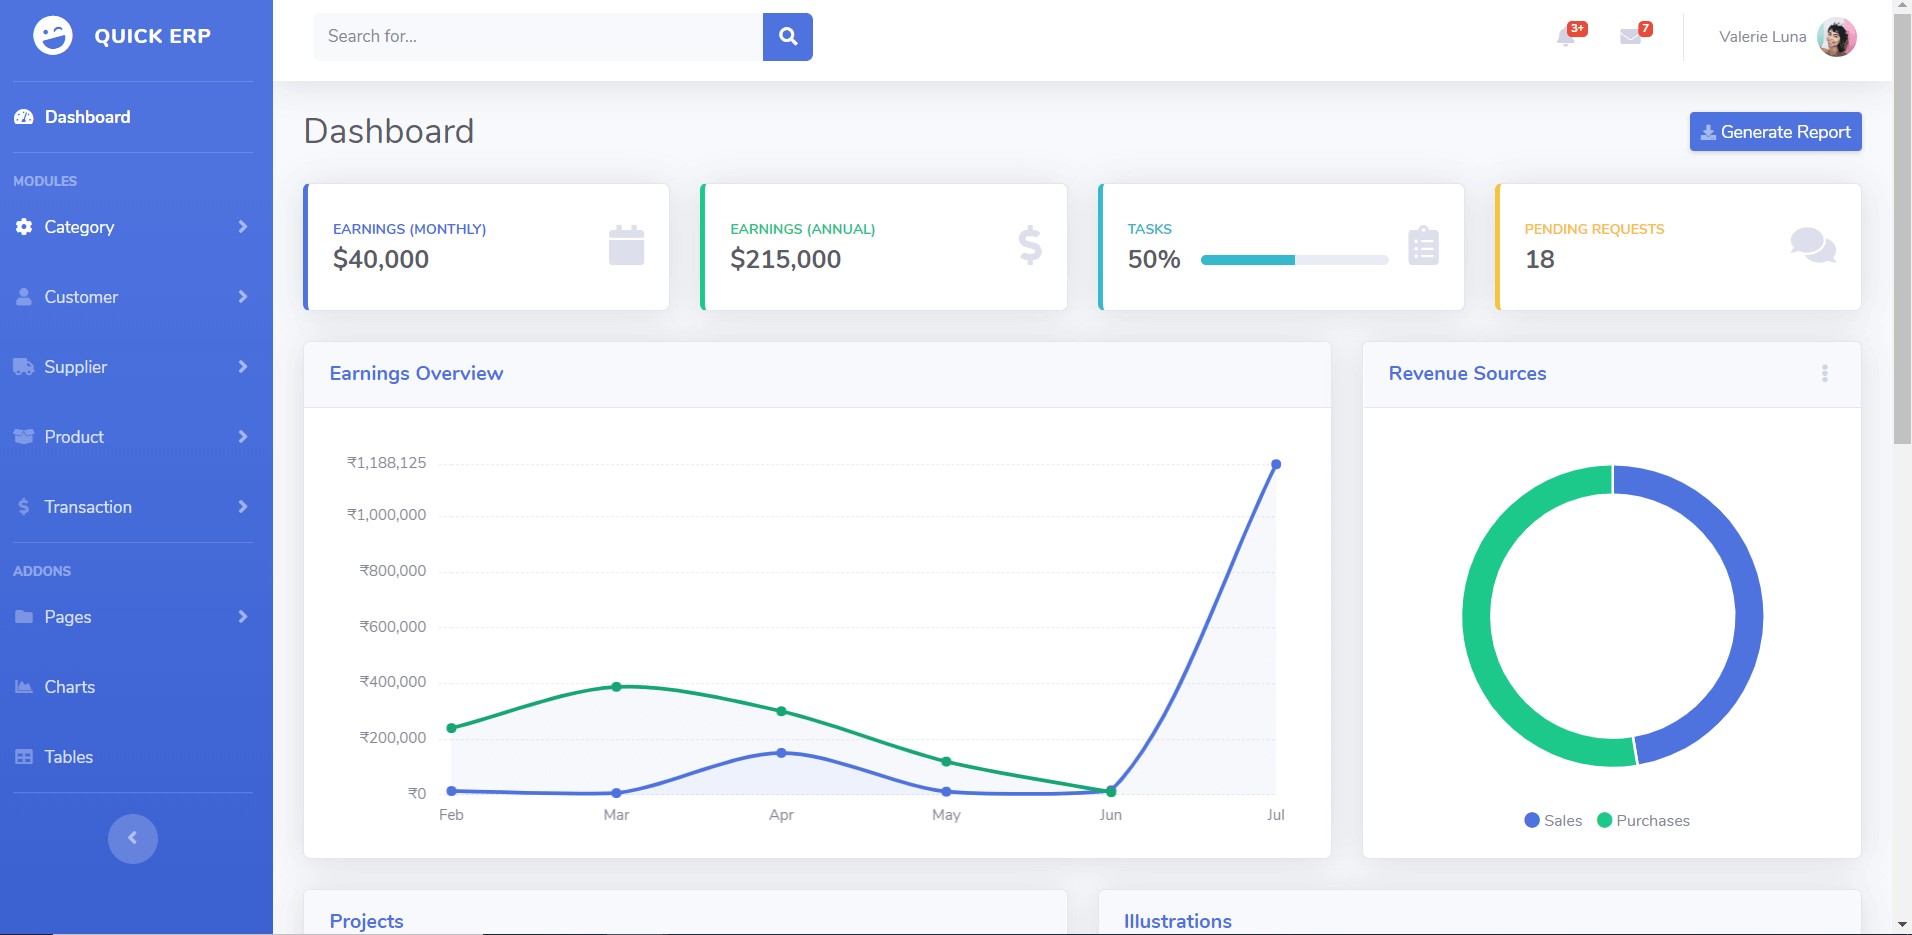 QUICK ERP
Search for...
3+
7
Valerie Luna
Dashboard
MODULES
Category
Customer
Supplier
Product
Transaction
ADDONS
Pages
Charts
Tables
Dashboard
Generate Report
EARNINGS (MONTHLY)
$40,000
EARNINGS (ANNUAL)
$215,000
TASKS
50%
PENDING REQUESTS
18
Earnings Overview
₹1,188,125
₹1,000,000
₹800,000
₹600,000
₹400,000
₹200,000
₹0
Feb Mar Apr May Jun Jul
Revenue Sources
Sales Purchases
Projects
Illustrations